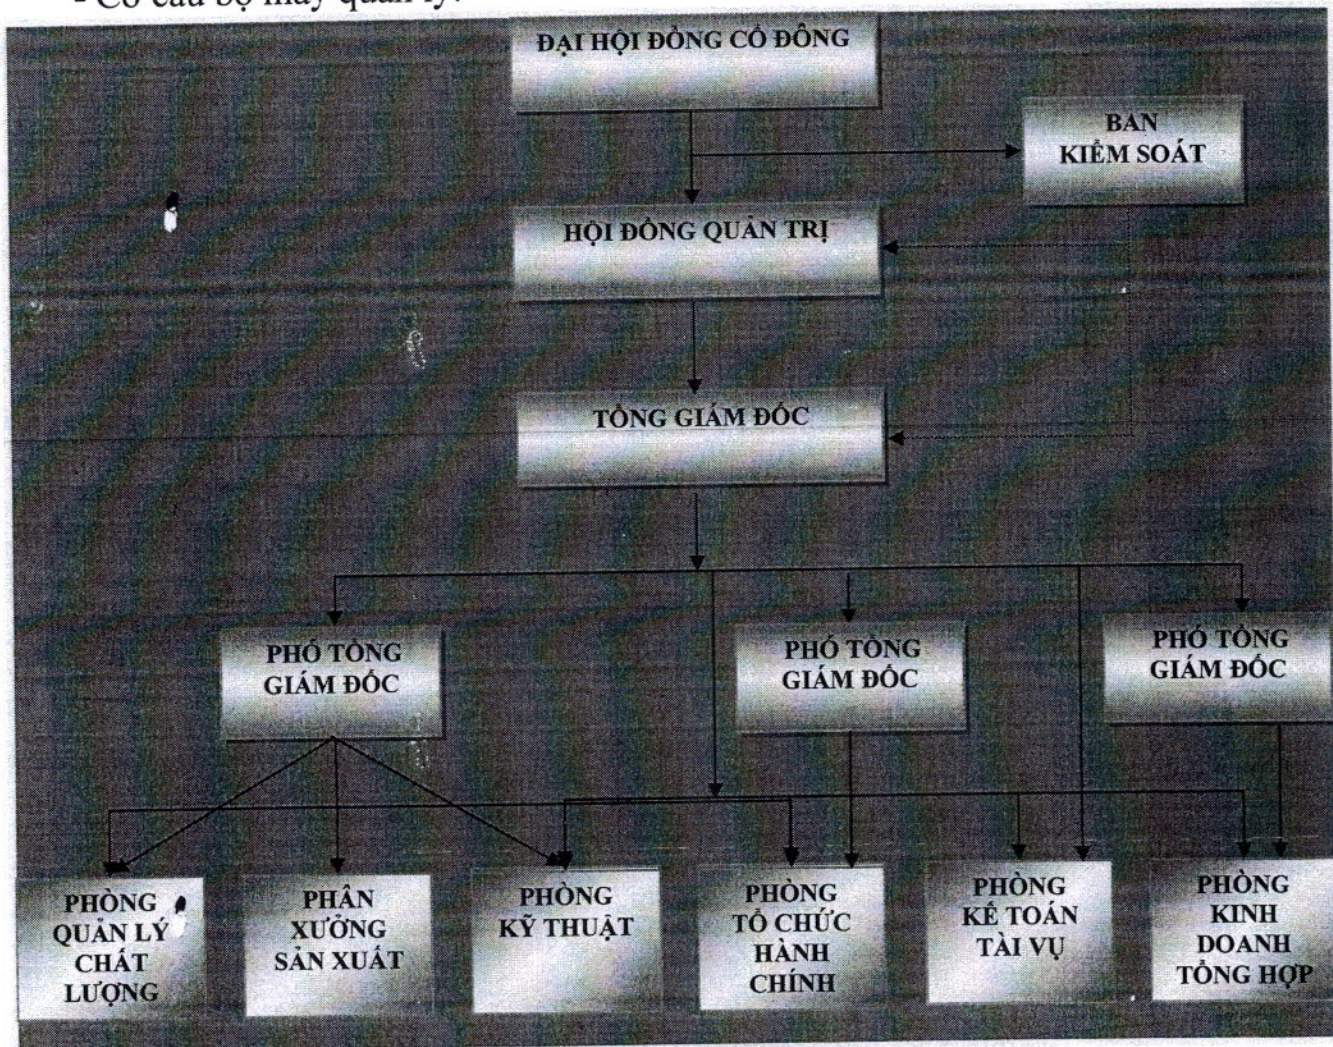 - Cơ cấu bộ máy quản lý:
ĐẠI HỘI ĐỒNG CỔ ĐÔNG
BAN
KIỂM SOÁT
HỘI ĐỒNG QUẢN TRỊ
TỔNG GIÁM ĐỐC
PHÓ TỔNG
GIÁM ĐỐC
PHÓ TỔNG
GIÁM ĐỐC
PHÓ TỔNG
GIÁM ĐỐC
PHÒNG
QUẢN LÝ
CHẤT
LƯỢNG
PHÂN
XƯỞNG
SẢN XUẤT
PHÒNG
KỸ THUẬT
PHÒNG
TỔ CHỨC
HÀNH
CHÍNH
PHÒNG
KẾ TOÁN
TÀI VỤ
PHÒNG
KINH
DOANH
TỔNG HỢP